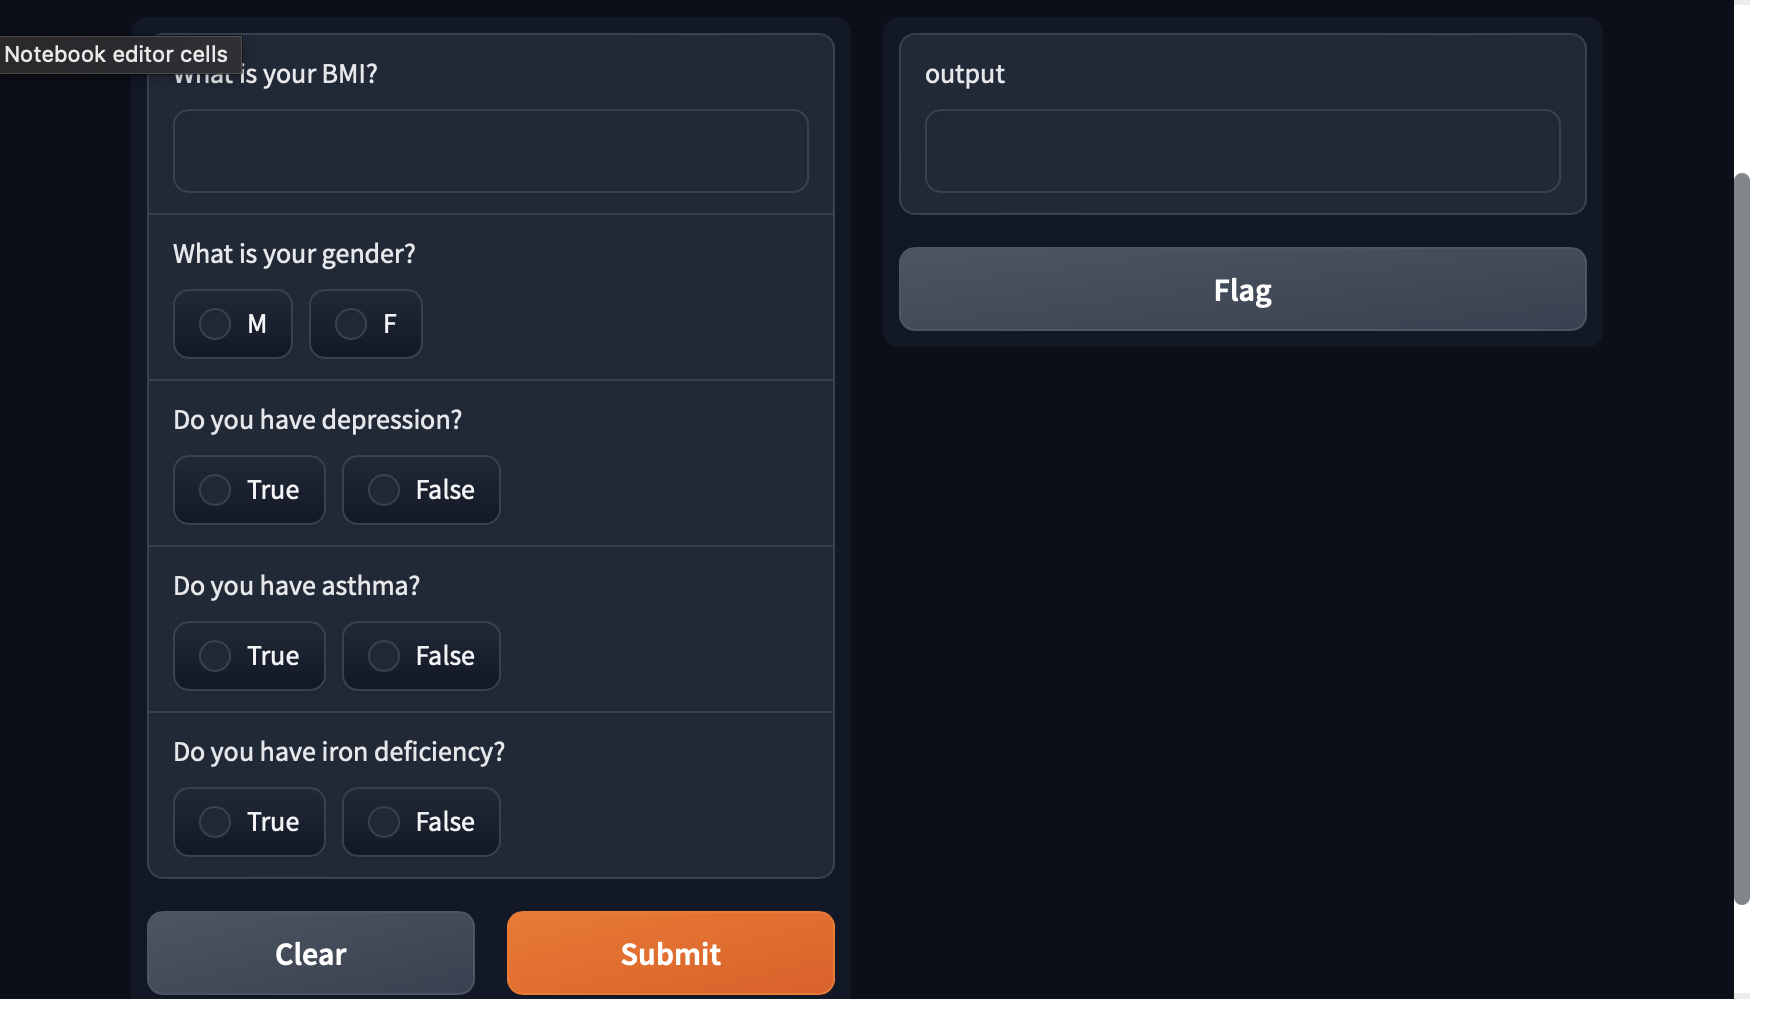 Notebook editor cells
What is your BMI?
What is your gender?
M
F
Do you have depression?
True
False
Do you have asthma?
True
False
Do you have iron deficiency?
True
False
Clear
Submit
output
Flag